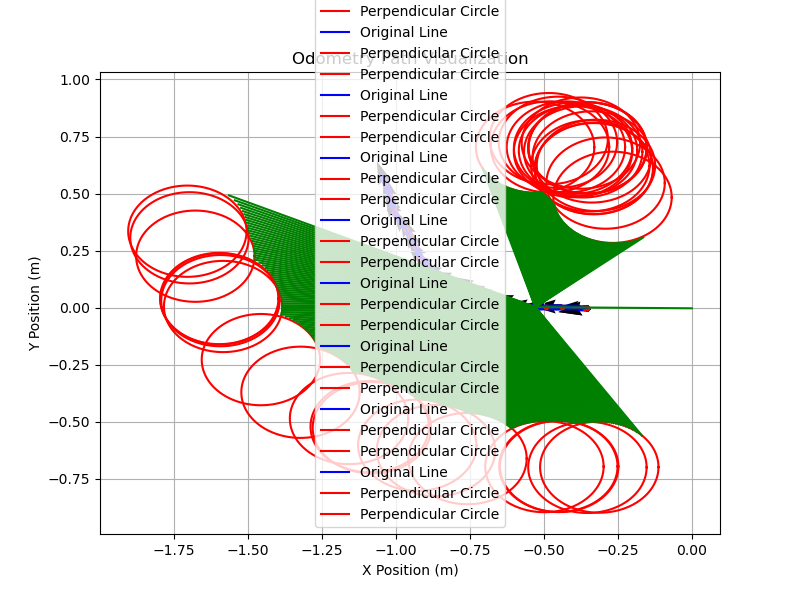 Perpendicular Circle
Original Line
Odometry Path Visualization
Perpendicular Circle
Perpendicular Circle
Original Line
Perpendicular Circle
Perpendicular Circle
Original Line
Perpendicular Circle
Perpendicular Circle
Original Line
Perpendicular Circle
Perpendicular Circle
Original Line
Perpendicular Circle
Perpendicular Circle
Original Line
Perpendicular Circle
Perpendicular Circle
Original Line
Perpendicular Circle
Perpendicular Circle
Original Line
Perpendicular Circle
Perpendicular Circle
1.00
0.75
0.50
0.25
0.00
−0.25
−0.50
−0.75
Y Position (m)
−1.75 −1.50 −1.25 −1.00 −0.75 −0.50 −0.25 0.00
X Position (m)